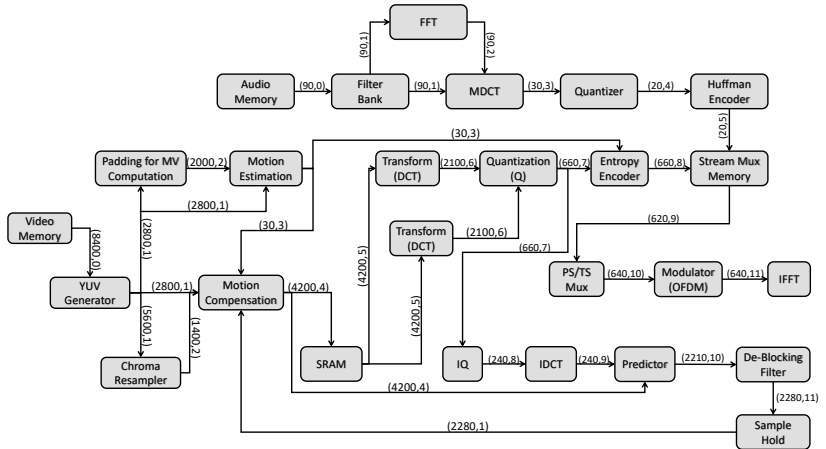 FFT
(90,1)
(90,2)
Audio
Memory
(90,0)
Filter
Bank
(90,1)
MDCT
(30,3)
Quantizer
(20,4)
Huffman
Encoder
(20,5)
(30,3)
Padding for MV
Computation
(2000,2)
Motion
Estimation
Transform
(DCT)
(2100,6)
Quantization
(Q)
(660,7)
Entropy
Encoder
(660,8)
Stream Mux
Memory
(2800,1)
Video
Memory
(8400,0)
(2800,1)
(30,3)
Transform
(DCT)
(2100,6)
(620,9)
(4200,5)
(660,7)
YUV
Generator
(2800,1)
Motion
Compensation
(4200,4)
(4200,5)
PS/TS
Mux
(640,10)
Modulator
(OFDM)
(640,11)
IFFT
(5600,1)
(1400,2)
Chroma
Resampler
SRAM
IQ
(240,8)
IDCT
(240,9)
Predictor
(2210,10)
De-Blocking
Filter
(4200,4)
(2280,11)
(2280,1)
Sample
Hold